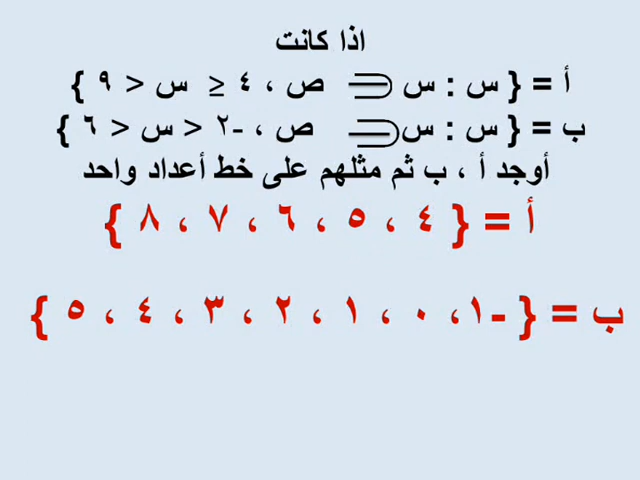 اذا كانت
أ = { س : س ∈ ص ، ٤ ≤ س < ٩ }
ب = { س : س ∈ ص ، -٢ < س < ٦ }
أوجد أ ، ب ثم مثلهم على خط أعداد واحد
أ = { ٤ ، ٥ ، ٦ ، ٧ ، ٨ }
ب = { -١، ٠ ، ١ ، ٢ ، ٣ ، ٤ ، ٥ }